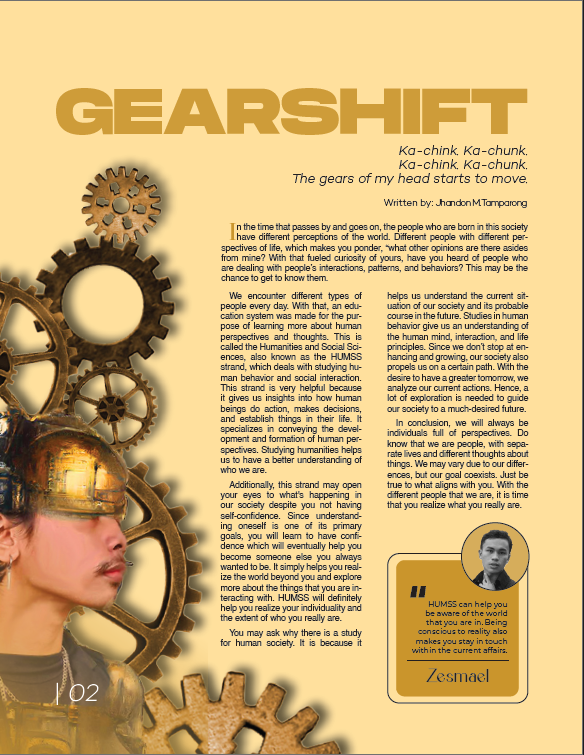 GEARSHIFT
Ka-chink. Ka-chunk.
Ka-chink. Ka-chunk.
The gears of my head starts to move.
Written by: Jhandon M.Tamparong
In the time that passes by and goes on, the people who are born in this society
have different perceptions of the world. Different people with different per-
spectives of life, which makes you ponder, “what other opinions are there asides
from mine? With that fueled curiosity of yours, have you heard of people who
are dealing with people's interactions, patterns, and behaviors? This may be the
chance to get to know them.
We encounter different types of
people every day. With that, an edu-
cation system was made for the pur-
pose of learning more about human
perspectives and thoughts. This is
called the Humanities and Social Sci-
ences, also known as the HUMSS
strand, which deals with studying hu-
man behavior and social interaction.
This strand is very helpful because
it gives us insights into how human
beings do action, makes decisions,
and establish things in their life. It
specializes in conveying the devel-
opment and formation of human per-
spectives. Studying humanities helps
us to have a better understanding of
who we are.
Additionally, this strand may open
your eyes to what's happening in
our society despite you not having
self-confidence. Since understand-
ing oneself is one of its primary
goals, you will learn to have confi-
dence which will eventually help you
become someone else you always
wanted to be. It simply helps you real-
ize the world beyond you and explore
more about the things that you are in-
teracting with. HUMSS will definitely
help you realize your individuality and
the extent of who you really are.
You may ask why there is a study
for human society. It is because it
helps us understand the current sit-
uation of our society and its probable
course in the future. Studies in human
behavior give us an understanding of
the human mind, interaction, and life
principles. Since we don't stop at en-
hancing and growing, our society also
propels us on a certain path. With the
desire to have a greater tomorrow, we
analyze our current actions. Hence, a
lot of exploration is needed to guide
our society to a much-desired future.
In conclusion, we will always be
individuals full of perspectives. Do
know that we are people, with sepa-
rate lives and different thoughts about
things. We may vary due to our differ-
ences, but our goal coexists. Just be
true to what aligns with you. With the
different people that we are, it is time
that you realize what you really are.
"
HUMSS can help you
be aware of the world
that you are in. Being
conscious to reality also
makes you stay in touch
within the current affairs.
Zesmael
| 02